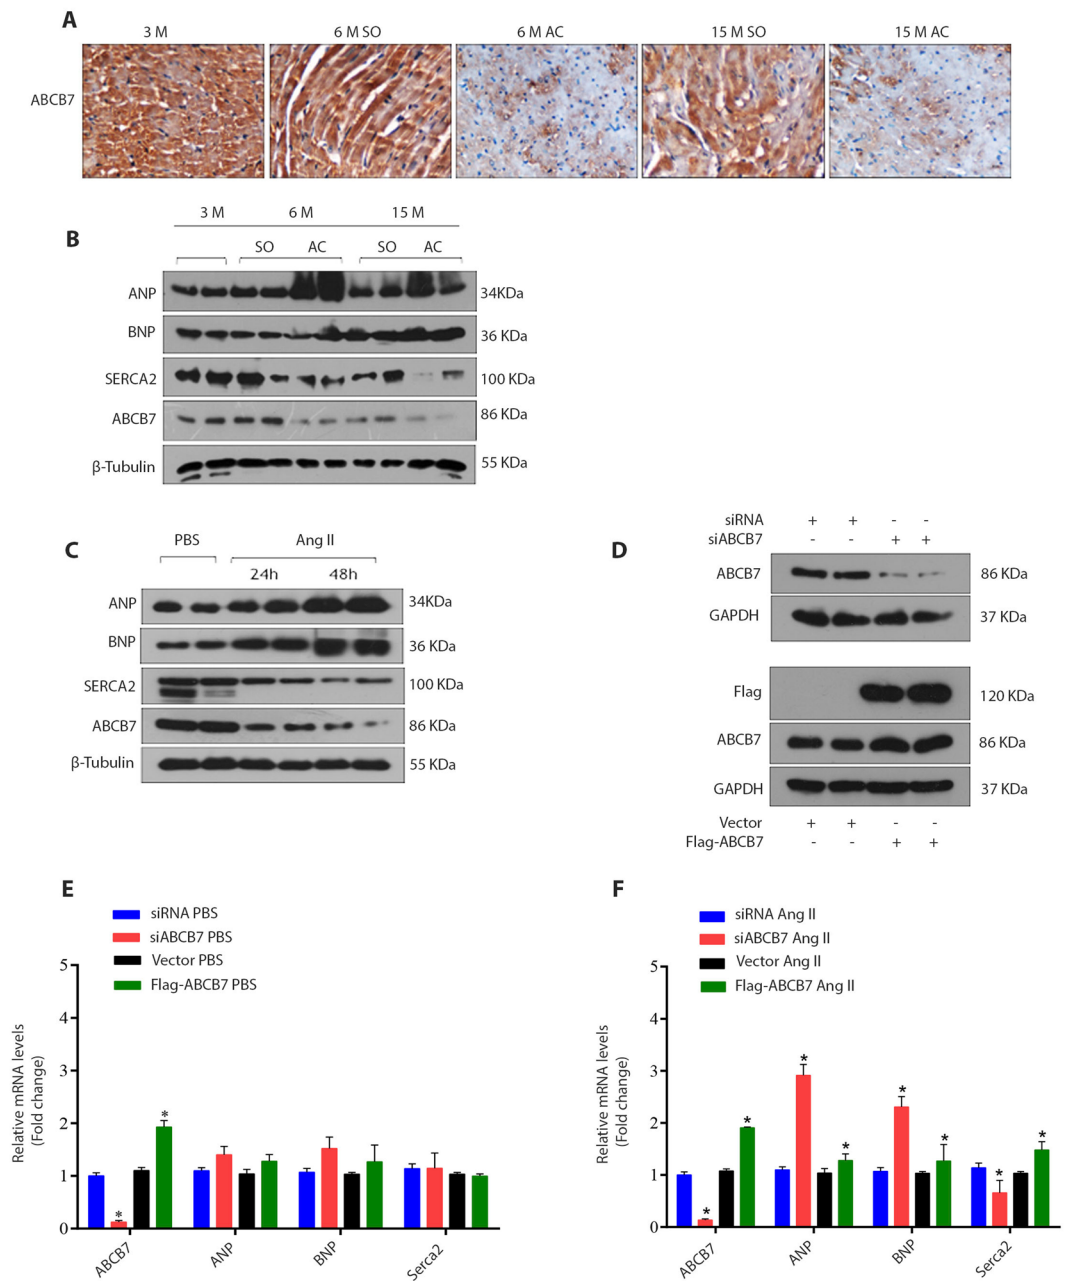 A
3 M 6 M SO 6 M AC 15 M SO 15 M AC
ABCB7
B
3 M 6 M 15 M
SO AC SO AC
ANP 34KDa
BNP 36 KDa
SERCA2 100 KDa
ABCB7 86 KDa
β-Tubulin 55 KDa
C
PBS Ang II
24h 48h
ANP 34KDa
BNP 36 KDa
SERCA2 100 KDa
ABCB7 86 KDa
β-Tubulin 55 KDa
D
siRNA + + - -
siABCB7 - - + +
ABCB7 86 KDa
GAPDH 37 KDa
Flag 120 KDa
ABCB7 86 KDa
GAPDH 37 KDa
Vector + + - -
Flag-ABCB7 - - + +
E
siRNA PBS
siABCB7 PBS
Vector PBS
Flag-ABCB7 PBS
Relative mRNA levels
(Fold change)
5
4
3
2
1
0
* *
ABCB7 ANP BNP Serca2
F
siRNA Ang II
siABCB7 Ang II
Vector Ang II
Flag-ABCB7 Ang II
Relative mRNA levels
(Fold change)
5
4
3
2
1
0
* * * * * * * *
ABCB7 ANP BNP Serca2